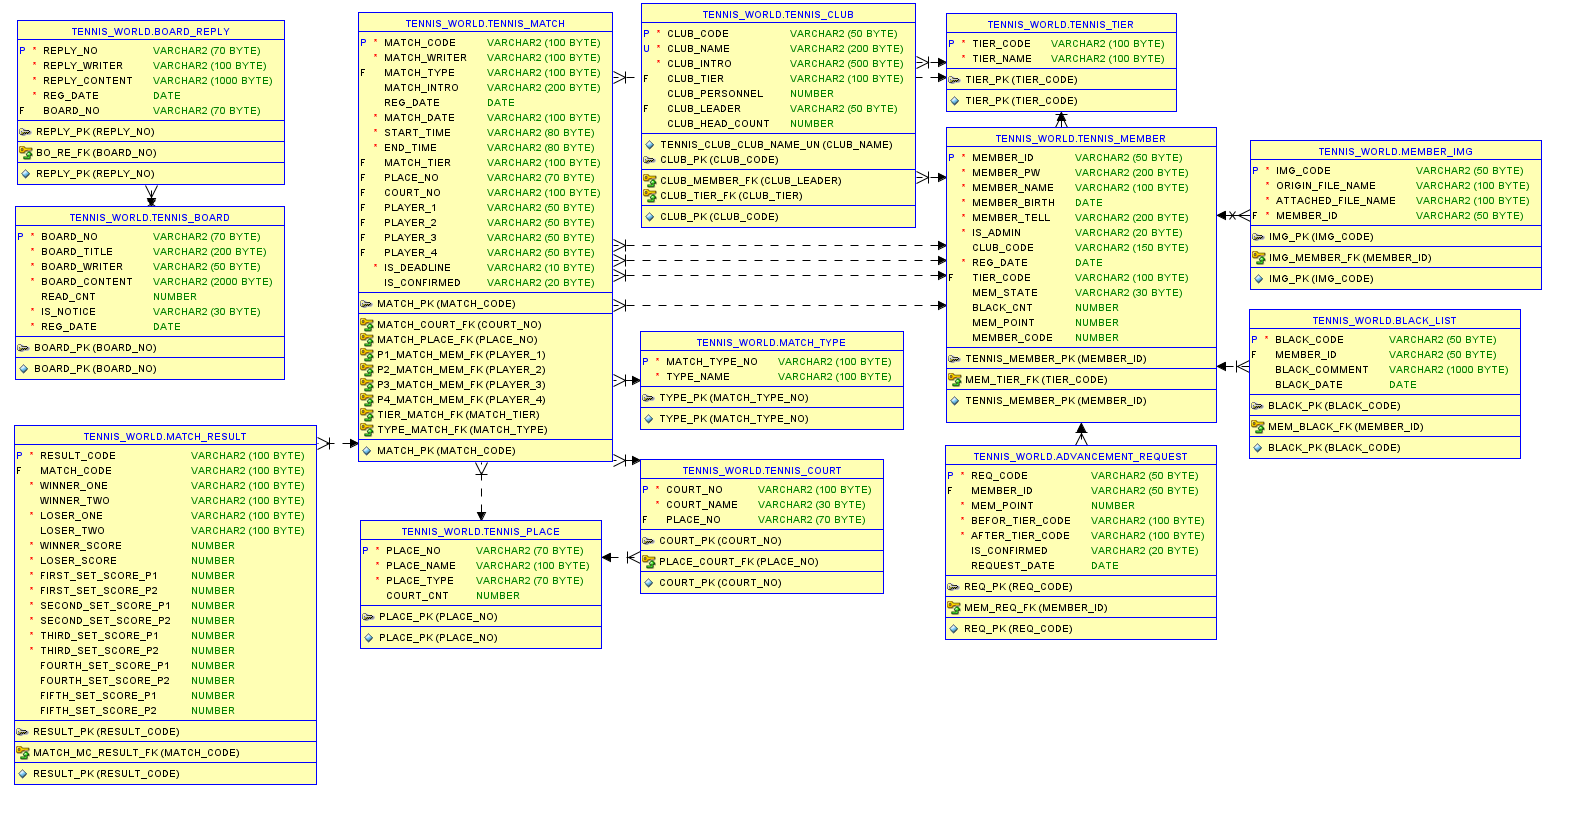 TENNIS_WORLD.BOARD_REPLY
P * REPLY_NO VARCHAR2 (70 BYTE)
* REPLY_WRITER VARCHAR2 (100 BYTE)
* REPLY_CONTENT VARCHAR2 (1000 BYTE)
* REG_DATE DATE
F BOARD_NO VARCHAR2 (70 BYTE)
REPLY_PK (REPLY_NO)
BO_RE_FK (BOARD_NO)
REPLY_PK (REPLY_NO)
TENNIS_WORLD.TENNIS_BOARD
P * BOARD_NO VARCHAR2 (70 BYTE)
* BOARD_TITLE VARCHAR2 (200 BYTE)
* BOARD_WRITER VARCHAR2 (50 BYTE)
* BOARD_CONTENT VARCHAR2 (2000 BYTE)
READ_CNT NUMBER
* IS_NOTICE VARCHAR2 (30 BYTE)
* REG_DATE DATE
BOARD_PK (BOARD_NO)
BOARD_PK (BOARD_NO)
TENNIS_WORLD.MATCH_RESULT
P * RESULT_CODE VARCHAR2 (100 BYTE)
F MATCH_CODE VARCHAR2 (100 BYTE)
* WINNER_ONE VARCHAR2 (100 BYTE)
WINNER_TWO VARCHAR2 (100 BYTE)
* LOSER_ONE VARCHAR2 (100 BYTE)
LOSER_TWO VARCHAR2 (100 BYTE)
* WINNER_SCORE NUMBER
* LOSER_SCORE NUMBER
* FIRST_SET_SCORE_P1 NUMBER
* FIRST_SET_SCORE_P2 NUMBER
* SECOND_SET_SCORE_P1 NUMBER
* SECOND_SET_SCORE_P2 NUMBER
* THIRD_SET_SCORE_P1 NUMBER
* THIRD_SET_SCORE_P2 NUMBER
FOURTH_SET_SCORE_P1 NUMBER
FOURTH_SET_SCORE_P2 NUMBER
FIFTH_SET_SCORE_P1 NUMBER
FIFTH_SET_SCORE_P2 NUMBER
RESULT_PK (RESULT_CODE)
MATCH_MC_RESULT_FK (MATCH_CODE)
RESULT_PK (RESULT_CODE)
TENNIS_WORLD.TENNIS_MATCH
P * MATCH_CODE VARCHAR2 (100 BYTE)
* MATCH_WRITER VARCHAR2 (100 BYTE)
F MATCH_TYPE VARCHAR2 (100 BYTE)
MATCH_INTRO VARCHAR2 (200 BYTE)
REG_DATE DATE
* MATCH_DATE VARCHAR2 (100 BYTE)
* START_TIME VARCHAR2 (80 BYTE)
* END_TIME VARCHAR2 (80 BYTE)
F MATCH_TIER VARCHAR2 (100 BYTE)
F PLACE_NO VARCHAR2 (70 BYTE)
F COURT_NO VARCHAR2 (100 BYTE)
F PLAYER_1 VARCHAR2 (50 BYTE)
F PLAYER_2 VARCHAR2 (50 BYTE)
F PLAYER_3 VARCHAR2 (50 BYTE)
F PLAYER_4 VARCHAR2 (50 BYTE)
* IS_DEADLINE VARCHAR2 (10 BYTE)
IS_CONFIRMED VARCHAR2 (20 BYTE)
MATCH_PK (MATCH_CODE)
MATCH_COURT_FK (COURT_NO)
MATCH_PLACE_FK (PLACE_NO)
P1_MATCH_MEM_FK (PLAYER_1)
P2_MATCH_MEM_FK (PLAYER_2)
P3_MATCH_MEM_FK (PLAYER_3)
P4_MATCH_MEM_FK (PLAYER_4)
TIER_MATCH_FK (MATCH_TIER)
TYPE_MATCH_FK (MATCH_TYPE)
MATCH_PK (MATCH_CODE)
TENNIS_WORLD.TENNIS_PLACE
P * PLACE_NO VARCHAR2 (70 BYTE)
* PLACE_NAME VARCHAR2 (100 BYTE)
* PLACE_TYPE VARCHAR2 (70 BYTE)
COURT_CNT NUMBER
PLACE_PK (PLACE_NO)
PLACE_PK (PLACE_NO)
TENNIS_WORLD.TENNIS_CLUB
P * CLUB_CODE VARCHAR2 (50 BYTE)
U * CLUB_NAME VARCHAR2 (200 BYTE)
* CLUB_INTRO VARCHAR2 (500 BYTE)
F CLUB_TIER VARCHAR2 (100 BYTE)
CLUB_PERSONNEL NUMBER
F CLUB_LEADER VARCHAR2 (50 BYTE)
CLUB_HEAD_COUNT NUMBER
TENNIS_CLUB_CLUB_NAME_UN (CLUB_NAME)
CLUB_PK (CLUB_CODE)
CLUB_MEMBER_FK (CLUB_LEADER)
CLUB_TIER_FK (CLUB_TIER)
CLUB_PK (CLUB_CODE)
TENNIS_WORLD.MATCH_TYPE
P * MATCH_TYPE_NO VARCHAR2 (100 BYTE)
* TYPE_NAME VARCHAR2 (100 BYTE)
TYPE_PK (MATCH_TYPE_NO)
TYPE_PK (MATCH_TYPE_NO)
TENNIS_WORLD.TENNIS_COURT
P * COURT_NO VARCHAR2 (100 BYTE)
* COURT_NAME VARCHAR2 (30 BYTE)
F PLACE_NO VARCHAR2 (70 BYTE)
COURT_PK (COURT_NO)
PLACE_COURT_FK (PLACE_NO)
COURT_PK (COURT_NO)
TENNIS_WORLD.TENNIS_TIER
P * TIER_CODE VARCHAR2 (100 BYTE)
* TIER_NAME VARCHAR2 (100 BYTE)
TIER_PK (TIER_CODE)
TIER_PK (TIER_CODE)
TENNIS_WORLD.TENNIS_MEMBER
P * MEMBER_ID VARCHAR2 (50 BYTE)
* MEMBER_PW VARCHAR2 (200 BYTE)
* MEMBER_NAME VARCHAR2 (100 BYTE)
* MEMBER_BIRTH DATE
* MEMBER_TELL VARCHAR2 (200 BYTE)
* IS_ADMIN VARCHAR2 (20 BYTE)
CLUB_CODE VARCHAR2 (150 BYTE)
* REG_DATE DATE
F TIER_CODE VARCHAR2 (100 BYTE)
MEM_STATE VARCHAR2 (30 BYTE)
BLACK_CNT NUMBER
MEM_POINT NUMBER
MEMBER_CODE NUMBER
TENNIS_MEMBER_PK (MEMBER_ID)
MEM_TIER_FK (TIER_CODE)
TENNIS_MEMBER_PK (MEMBER_ID)
TENNIS_WORLD.ADVANCEMENT_REQUEST
P * REQ_CODE VARCHAR2 (50 BYTE)
F MEMBER_ID VARCHAR2 (50 BYTE)
* MEM_POINT NUMBER
* BEFOR_TIER_CODE VARCHAR2 (100 BYTE)
* AFTER_TIER_CODE VARCHAR2 (100 BYTE)
IS_CONFIRMED VARCHAR2 (20 BYTE)
REQUEST_DATE DATE
REQ_PK (REQ_CODE)
MEM_REQ_FK (MEMBER_ID)
REQ_PK (REQ_CODE)
TENNIS_WORLD.MEMBER_IMG
P * IMG_CODE VARCHAR2 (50 BYTE)
* ORIGIN_FILE_NAME VARCHAR2 (100 BYTE)
* ATTACHED_FILE_NAME VARCHAR2 (100 BYTE)
F * MEMBER_ID VARCHAR2 (50 BYTE)
IMG_PK (IMG_CODE)
IMG_MEMBER_FK (MEMBER_ID)
IMG_PK (IMG_CODE)
TENNIS_WORLD.BLACK_LIST
P * BLACK_CODE VARCHAR2 (50 BYTE)
F MEMBER_ID VARCHAR2 (50 BYTE)
BLACK_COMMENT VARCHAR2 (1000 BYTE)
BLACK_DATE DATE
BLACK_PK (BLACK_CODE)
MEM_BLACK_FK (MEMBER_ID)
BLACK_PK (BLACK_CODE)